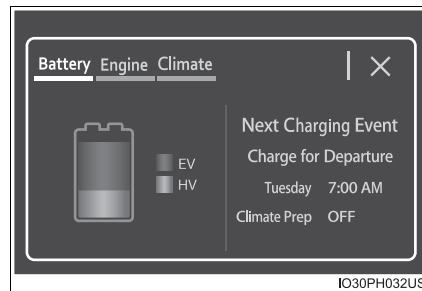 Battery Engine Climate
EV
HV
Next Charging Event
Charge for Departure
Tuesday 7:00 AM
Climate Prep OFF
IO30PH032US